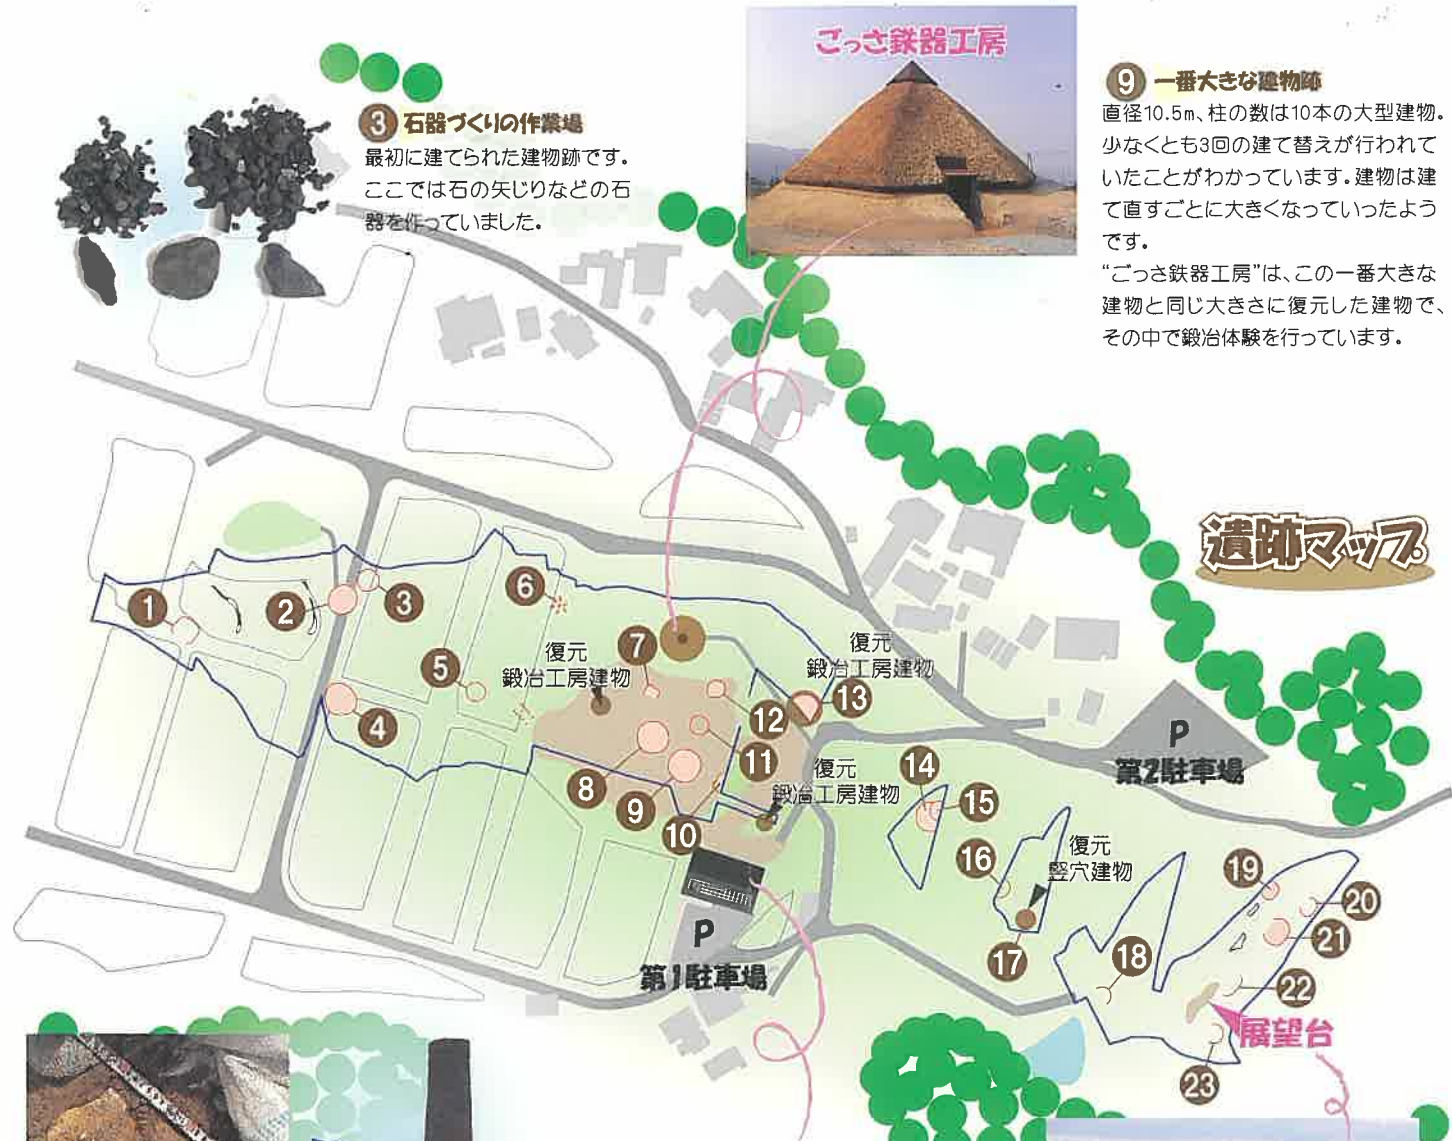 ごっさ鉄器工房
③ 石器づくりの作業場
最初に建てられた建物跡です。
ここでは石の矢じりなどの石
器を作っていました。
⑨ 一番大きな建物跡
直径10.5m、柱の数は10本の大型建物。
少なくとも3回の建て替えが行われて
いたことがわかっています。建物は建
て直すごとに大きくなっていったよう
です。
“ごっさ鉄器工房”は、この一番大きな
建物と同じ大きさに復元した建物で、
その中で鍛冶体験を行っています。
遺跡マップ
1
2
3
4
5
6
復元
鍛冶工房建物
7
復元
鍛冶工房建物
13
12
11
8
9
10
復元
鍛冶工房建物
14
15
16
復元
竪穴建物
17
18
19
20
21
22
23
P
第2駐車場
P
第1駐車場
展望台